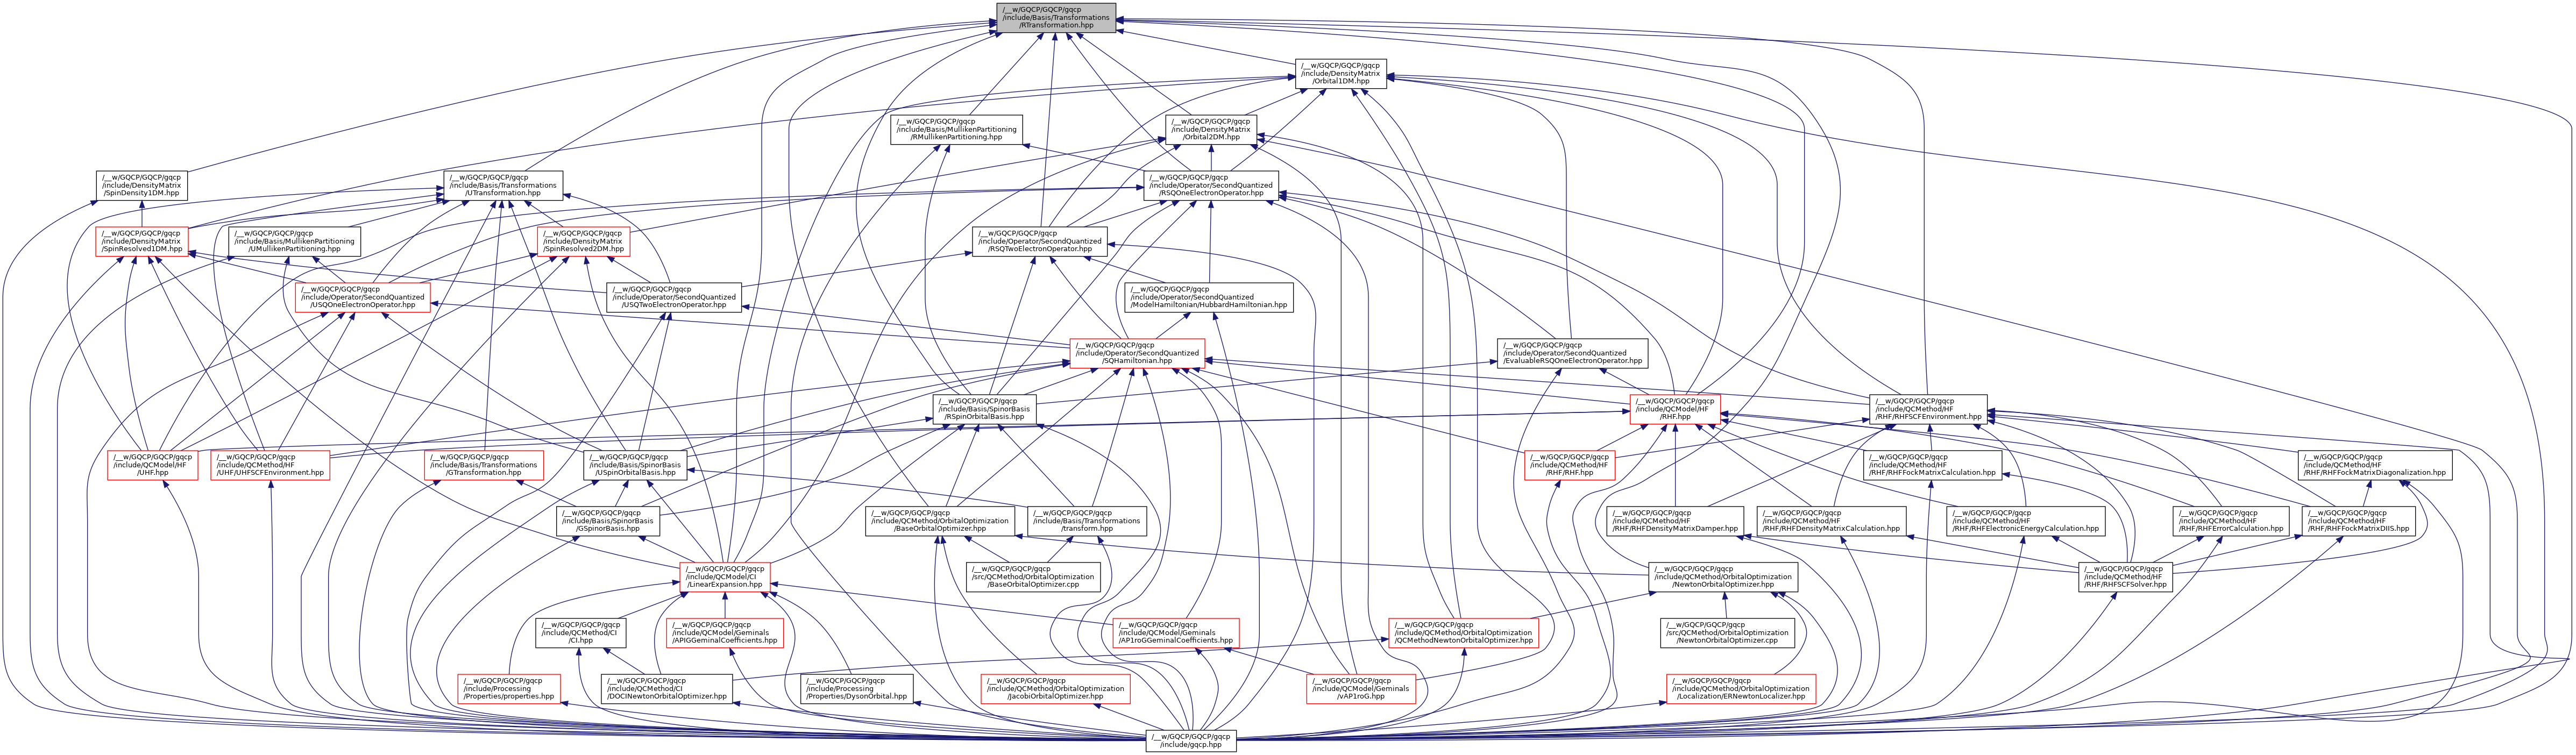 /__w/GQCP/GQCP/gqcp
/include/Basis/Transformations
/RTransformation.hpp
/__w/GQCP/GQCP/gqcp
/include/DensityMatrix
/Orbital1DM.hpp
/__w/GQCP/GQCP/gqcp
/include/Basis/MullikenPartitioning
/RMullikenPartitioning.hpp
/__w/GQCP/GQCP/gqcp
/include/DensityMatrix
/Orbital2DM.hpp
/__w/GQCP/GQCP/gqcp
/include/DensityMatrix
/SpinDensity1DM.hpp
/__w/GQCP/GQCP/gqcp
/include/Basis/Transformations
/UTransformation.hpp
/__w/GQCP/GQCP/gqcp
/include/Operator/SecondQuantized
/RSQOneElectronOperator.hpp
/__w/GQCP/GQCP/gqcp
/include/DensityMatrix
/SpinResolved1DM.hpp
/__w/GQCP/GQCP/gqcp
/include/Basis/MullikenPartitioning
/UMullikenPartitioning.hpp
/__w/GQCP/GQCP/gqcp
/include/DensityMatrix
/SpinResolved2DM.hpp
/__w/GQCP/GQCP/gqcp
/include/Operator/SecondQuantized
/RSQTwoElectronOperator.hpp
/__w/GQCP/GQCP/gqcp
/include/Operator/SecondQuantized
/USQOneElectronOperator.hpp
/__w/GQCP/GQCP/gqcp
/include/Operator/SecondQuantized
/USQTwoElectronOperator.hpp
/__w/GQCP/GQCP/gqcp
/include/Operator/SecondQuantized
/ModelHamiltonian/HubbardHamiltonian.hpp
/__w/GQCP/GQCP/gqcp
/include/Operator/SecondQuantized
/SQHamiltonian.hpp
/__w/GQCP/GQCP/gqcp
/include/Operator/SecondQuantized
/EvaluableRSQOneElectronOperator.hpp
/__w/GQCP/GQCP/gqcp
/include/Basis/SpinorBasis
/RSpinOrbitalBasis.hpp
/__w/GQCP/GQCP/gqcp
/include/QCModel/HF
/RHF.hpp
/__w/GQCP/GQCP/gqcp
/include/QCMethod/HF
/RHF/RHFSCFEnvironment.hpp
/__w/GQCP/GQCP/gqcp
/include/QCModel/HF
/UHF.hpp
/__w/GQCP/GQCP/gqcp
/include/QCMethod/HF
/UHF/UHFSCFEnvironment.hpp
/__w/GQCP/GQCP/gqcp
/include/Basis/Transformations
/GTransformation.hpp
/__w/GQCP/GQCP/gqcp
/include/Basis/SpinorBasis
/USpinOrbitalBasis.hpp
/__w/GQCP/GQCP/gqcp
/include/QCMethod/HF
/RHF/RHF.hpp
/__w/GQCP/GQCP/gqcp
/include/QCMethod/HF
/RHF/RHFFockMatrixCalculation.hpp
/__w/GQCP/GQCP/gqcp
/include/QCMethod/HF
/RHF/RHFFockMatrixDiagonalization.hpp
/__w/GQCP/GQCP/gqcp
/include/Basis/SpinorBasis
/GSpinorBasis.hpp
/__w/GQCP/GQCP/gqcp
/include/QCMethod/OrbitalOptimization
/BaseOrbitalOptimizer.hpp
/__w/GQCP/GQCP/gqcp
/include/Basis/Transformations
/transform.hpp
/__w/GQCP/GQCP/gqcp
/include/QCMethod/HF
/RHF/RHFDensityMatrixDamper.hpp
/__w/GQCP/GQCP/gqcp
/include/QCMethod/HF
/RHF/RHFDensityMatrixCalculation.hpp
/__w/GQCP/GQCP/gqcp
/include/QCMethod/HF
/RHF/RHFElectronicEnergyCalculation.hpp
/__w/GQCP/GQCP/gqcp
/include/QCMethod/HF
/RHF/RHFErrorCalculation.hpp
/__w/GQCP/GQCP/gqcp
/include/QCMethod/HF
/RHF/RHFFockMatrixDIIS.hpp
/__w/GQCP/GQCP/gqcp
/include/QCModel/CI
/LinearExpansion.hpp
/__w/GQCP/GQCP/gqcp
/src/QCMethod/OrbitalOptimization
/BaseOrbitalOptimizer.cpp
/__w/GQCP/GQCP/gqcp
/include/QCMethod/OrbitalOptimization
/NewtonOrbitalOptimizer.hpp
/__w/GQCP/GQCP/gqcp
/include/QCMethod/HF
/RHF/RHFSCFSolver.hpp
/__w/GQCP/GQCP/gqcp
/include/QCMethod/CI
/CI.hpp
/__w/GQCP/GQCP/gqcp
/include/QCModel/Geminals
/APIGGeminalCoefficients.hpp
/__w/GQCP/GQCP/gqcp
/include/QCModel/Geminals
/AP1roGGeminalCoefficients.hpp
/__w/GQCP/GQCP/gqcp
/include/QCMethod/OrbitalOptimization
/QCMethodNewtonOrbitalOptimizer.hpp
/__w/GQCP/GQCP/gqcp
/src/QCMethod/OrbitalOptimization
/NewtonOrbitalOptimizer.cpp
/__w/GQCP/GQCP/gqcp
/include/Processing
/Properties/properties.hpp
/__w/GQCP/GQCP/gqcp
/include/QCMethod/CI
/DOCINewtonOrbitalOptimizer.hpp
/__w/GQCP/GQCP/gqcp
/include/Processing
/Properties/DysonOrbital.hpp
/__w/GQCP/GQCP/gqcp
/include/QCMethod/OrbitalOptimization
/JacobiOrbitalOptimizer.hpp
/__w/GQCP/GQCP/gqcp
/include/QCModel/Geminals
/vAP1roG.hpp
/__w/GQCP/GQCP/gqcp
/include/QCMethod/OrbitalOptimization
/Localization/ERNewtonLocalizer.hpp
/__w/GQCP/GQCP/gqcp
/include/gqcp.hpp